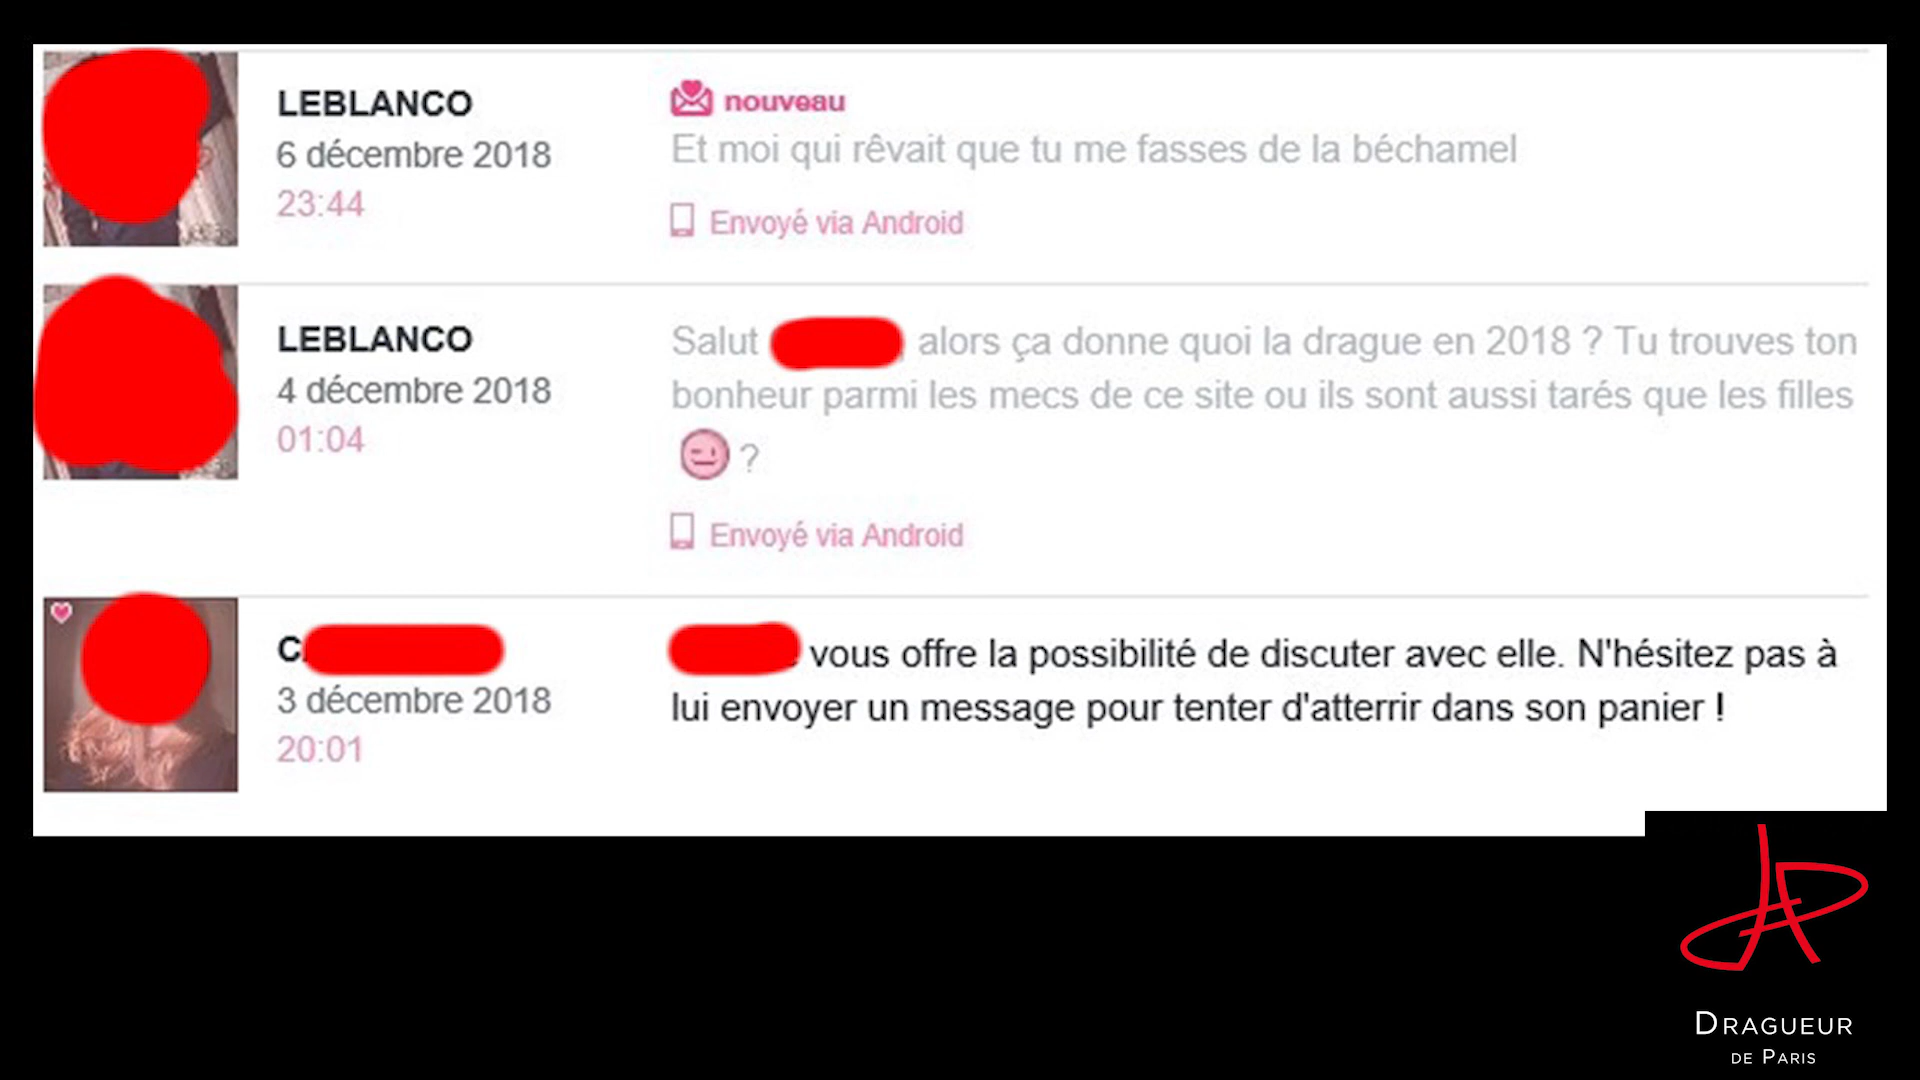 LEBLANCO
6 décembre 2018
23:44
nouveau
Et moi qui rêvait que tu me fasses de la béchamel
Envoyé via Android
LEBLANCO
4 décembre 2018
01:04
Salut alors ça donne quoi la drague en 2018 ? Tu trouves ton
bonheur parmi les mecs de ce site ou ils sont aussi tarés que les filles
?
Envoyé via Android
C
3 décembre 2018
20:01
vous offre la possibilité de discuter avec elle. N'hésitez pas à
lui envoyer un message pour tenter d'atterrir dans son panier !
DRAGUEUR
DE PARIS